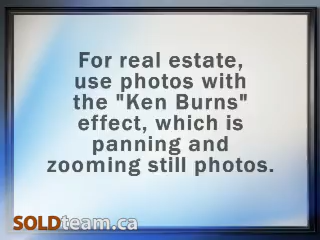 For real estate,
use photos with
the "Ken Burns"
effect, which is
panning and
zooming still photos.
SOLDteam.ca